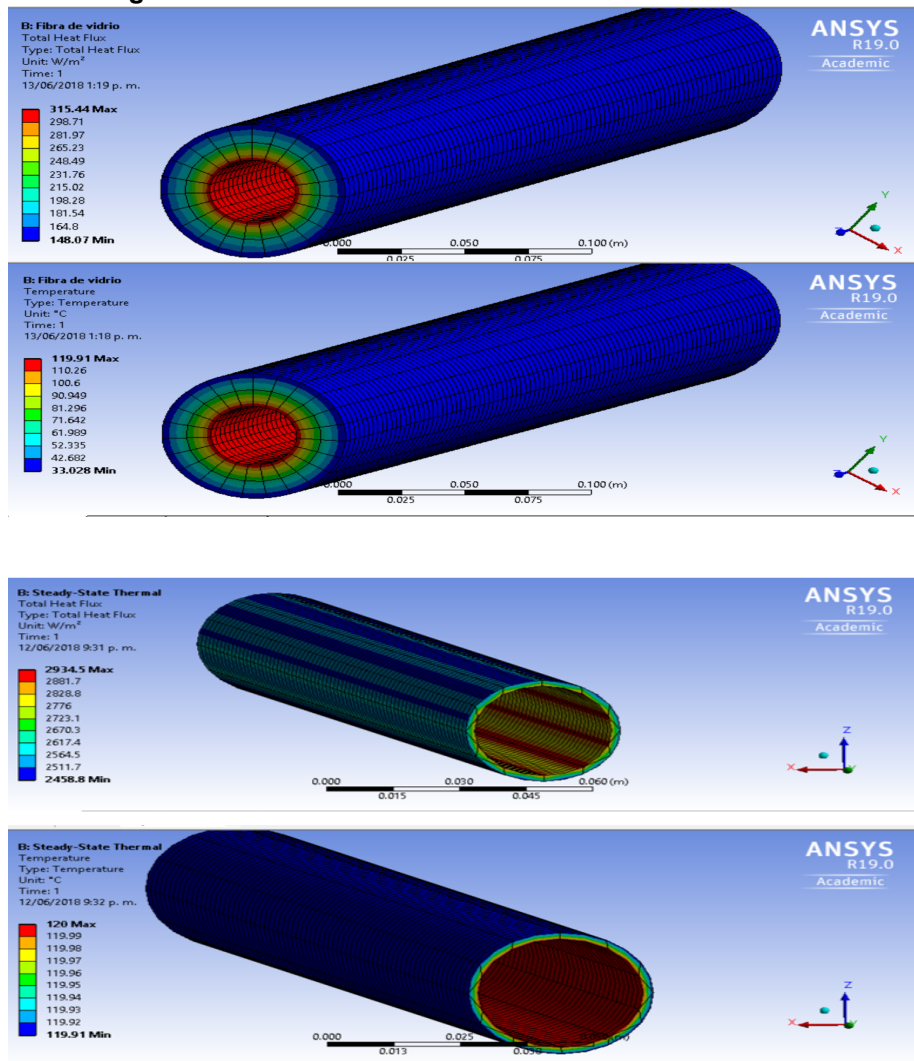 B: Fibra de vidrio
Total Heat Flux
Type: Total Heat Flux
Unit: W/m²
Time: 1
13/06/2018 1:19 p. m.
315.44 Max
298.71
281.97
265.23
248.49
231.76
215.02
198.28
181.54
164.8
148.07 Min
ANSYS
R19.0
Academic
Y
X
0.000 0.050 0.100 (m)
0.025 0.075
B: Fibra de vidrio
Temperature
Type: Temperature
Unit: °C
Time: 1
13/06/2018 1:18 p. m.
119.91 Max
110.26
100.6
90.949
81.296
71.642
61.989
52.335
42.682
33.028 Min
ANSYS
R19.0
Academic
Y
X
0.000 0.050 0.100 (m)
0.025 0.075
B: Steady-State Thermal
Total Heat Flux
Type: Total Heat Flux
Unit: W/m²
Time: 1
12/06/2018 9:31 p. m.
2934.5 Max
2881.7
2828.8
2776
2723.1
2670.3
2617.4
2564.5
2511.7
2458.8 Min
ANSYS
R19.0
Academic
Z
X
0.000 0.030 0.060 (m)
0.015 0.045
B: Steady-State Thermal
Temperature
Type: Temperature
Unit: °C
Time: 1
12/06/2018 9:32 p. m.
120 Max
119.99
119.98
119.97
119.96
119.95
119.94
119.93
119.92
119.91 Min
ANSYS
R19.0
Academic
Z
X
0.000 0.025
0.013 0.038